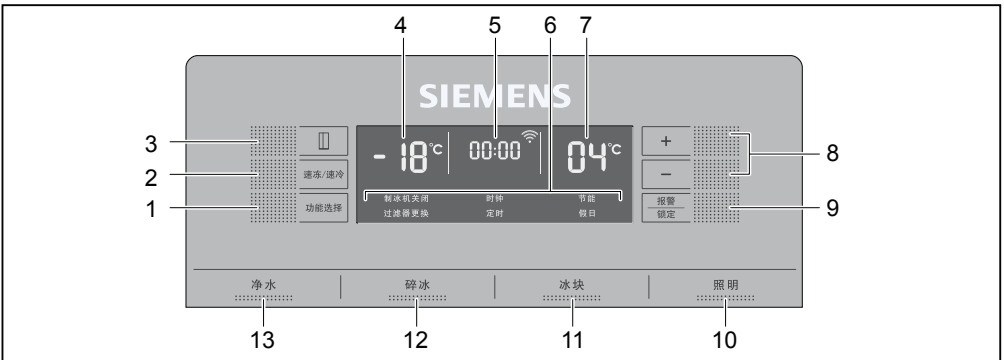 4 5 6 7
SIEMENS
3
2
1
速冻/速冷
功能选择
-18°C
00:00
04°C
制冰机关闭 时钟 节能
过滤器更换 定时 假日
+
−
报警
锁定
8
9
净水 碎冰 冰块 照明
13 12 11 10